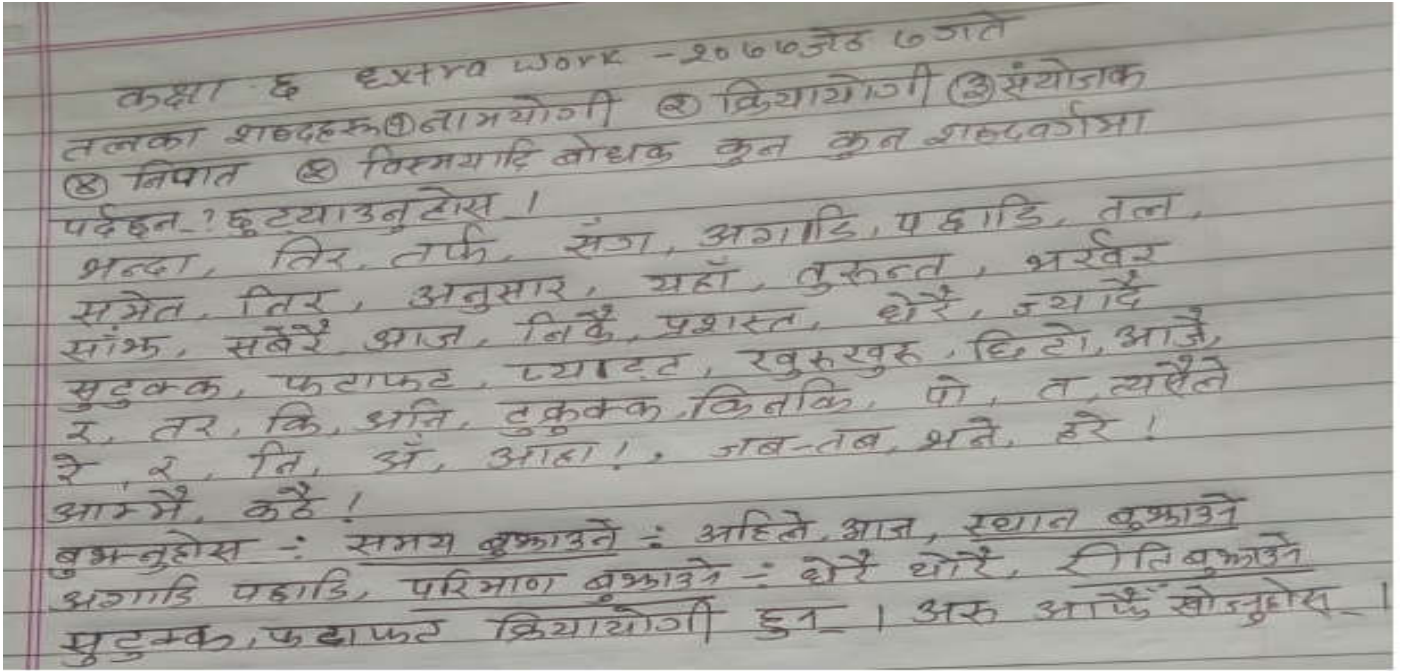 कक्षा ६ Extra work - २०७७जेठ ७ गते
तलका शब्दहरू①नामयोगी ② क्रियायोगी ③संयोजक
④ निपात ⑤ विस्मयादि बोधक कुन कुन शब्दवर्गमा
पर्दछन् ? छुट्याउनुहोस ।
भन्दा, तिर, तर्फ, संग, अगाडि, पछाडि, तल,
समेत, तिर, अनुसार, यहाँ, तुरून्त, भर्खर
सांझ, सबेरै आज, निकै, प्रशस्त, धेरै, ज्यादै
सुटुक्क, फटाफट, प्याट्ट, खुरूखुरू, छिटो, आजै,
र, तर, कि, अनि, टुक्रुक्क, किनकि, पो, त, त्यसैले
रे, र, नि, अँ, आहा!, जब-तब, भने, हरे !
आम्मै, कठै !
बुझ्नुहोस ÷ समय बुझाउने ÷ अहिले, आज, स्थान बुझाउने
अगाडि पछाडि, परिमाण बुझाउने ÷ धेरै थोरै, रीति बुझाउने
सुटुक्क, फटाफट क्रियायोगी हुन् । अरू आफैँ खोज्नुहोस् ।